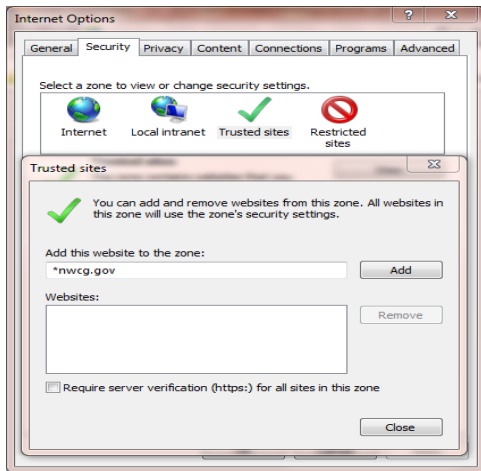 Internet Options
General Security Privacy Content Connections Programs Advanced
Select a zone to view or change security settings.
Internet Local intranet Trusted sites Restricted
sites
Trusted sites
You can add and remove websites from this zone. All websites in
this zone will use the zone's security settings.
Add this website to the zone:
*nwcg.gov Add
Websites:
Remove
Require server verification (https:) for all sites in this zone
Close